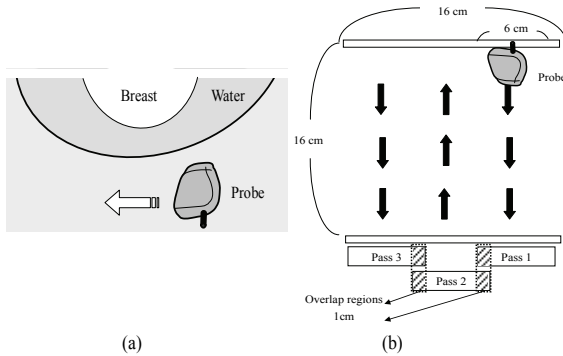 Breast
Water
Probe
(a)
16 cm
6 cm
Probe
16 cm
Pass 3
Pass 1
Pass 2
Overlap regions
1cm
(b)